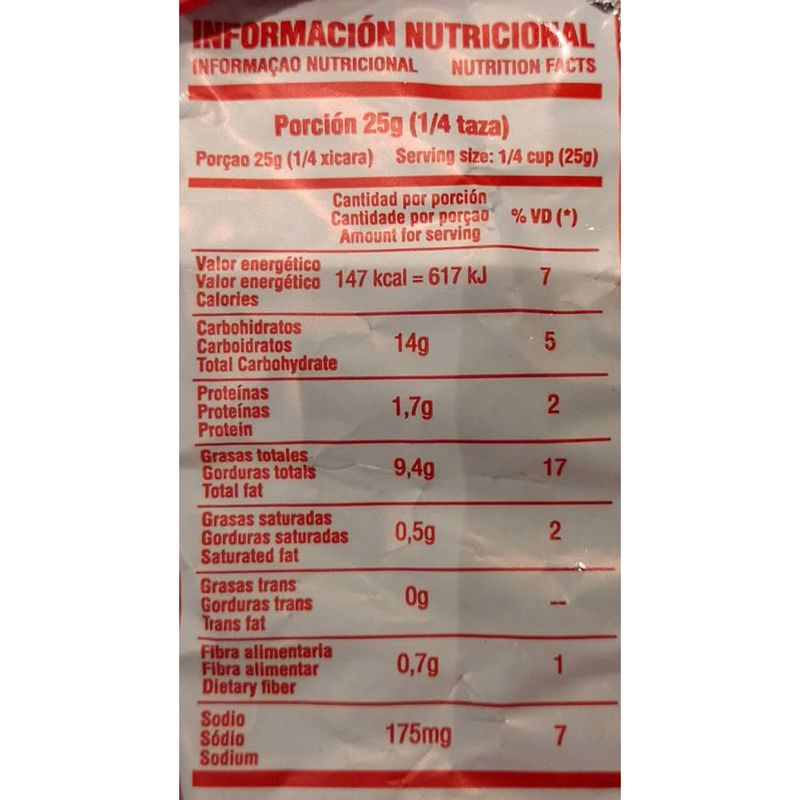 INFORMACIÓN NUTRICIONAL
INFORMAÇAO NUTRICIONAL NUTRITION FACTS
Porción 25g (1/4 taza)
Porçao 25g (1/4 xicara) Serving size: 1/4 cup (25g)
Cantidad por porción
Cantidade por porçao % VD (*)
Amount for serving
Valor energético
Valor energético 147 kcal = 617 kJ 7
Calories
Carbohidratos
Carboidratos 14g 5
Total Carbohydrate
Proteínas
Proteínas 1,7g 2
Protein
Grasas totales
Gorduras totais 9,4g 17
Total fat
Grasas saturadas
Gorduras saturadas 0,5g 2
Saturated fat
Grasas trans
Gorduras trans 0g --
Trans fat
Fibra alimentaria
Fibra alimentar 0,7g 1
Dietary fiber
Sodio
Sódio 175mg 7
Sodium